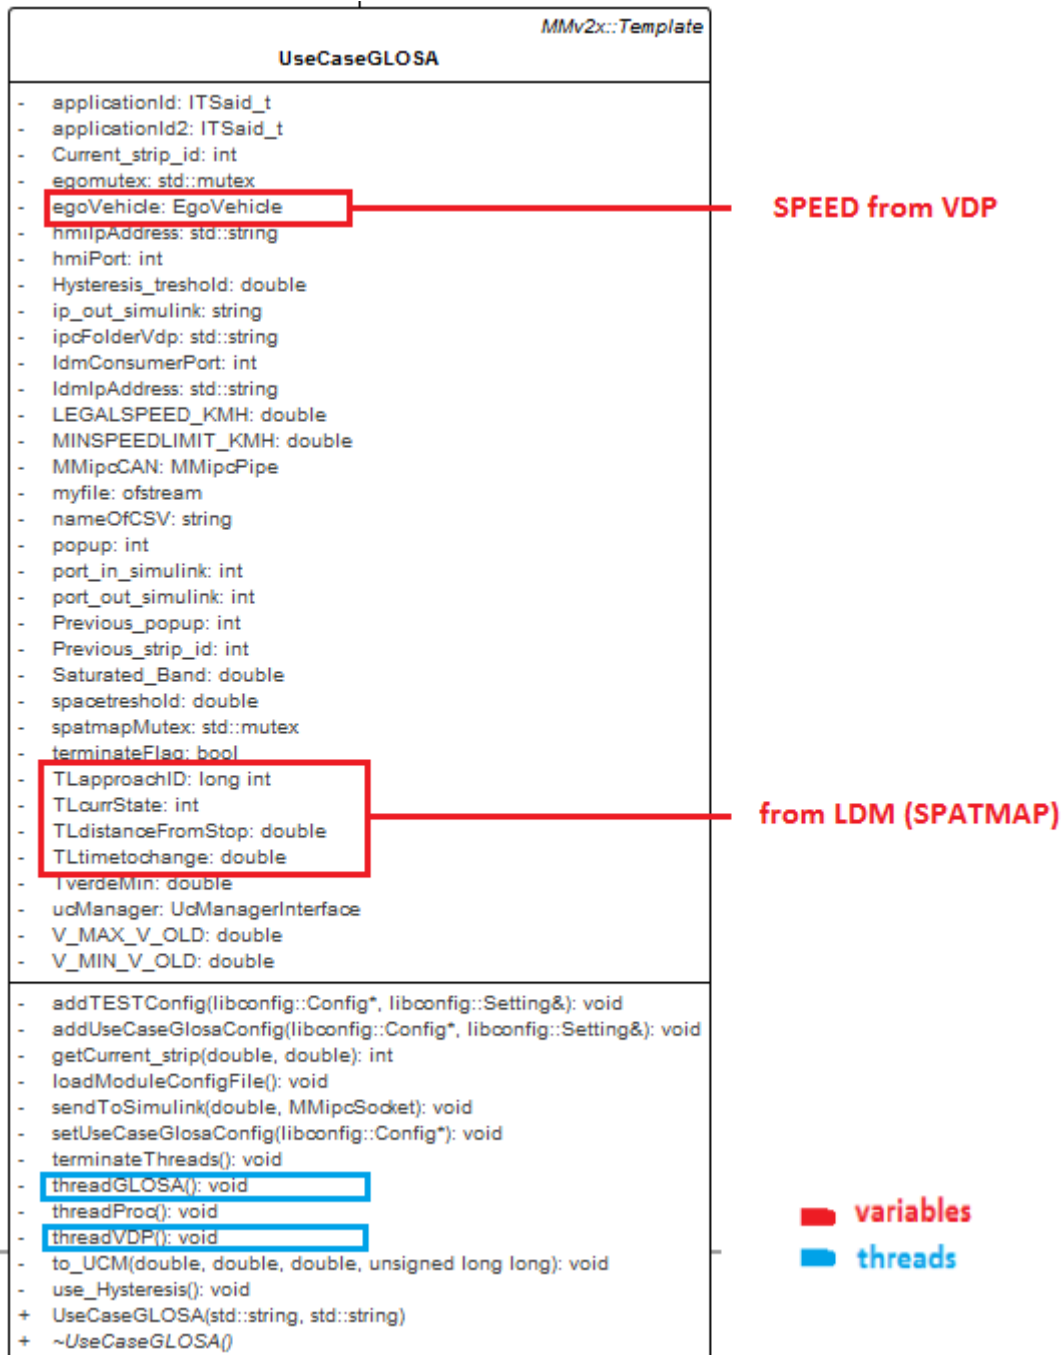 MMv2x::Template
UseCaseGLOSA
- applicationId: ITSaid_t
- applicationId2: ITSaid_t
- Current_strip_id: int
- egomutex: std::mutex
- egoVehicle: EgoVehicle
SPEED from VDP
- hmiIpAddress: std::string
- hmiPort: int
- Hysteresis_treshold: double
- ip_out_simulink: string
- ipcFolderVdp: std::string
- ldmConsumerPort: int
- ldmIpAddress: std::string
- LEGALSPEED_KMH: double
- MINSPEEDLIMIT_KMH: double
- MMipcCAN: MMipcPipe
- myfile: ofstream
- nameOfCSV: string
- popup: int
- port_in_simulink: int
- port_out_simulink: int
- Previous_popup: int
- Previous_strip_id: int
- Saturated_Band: double
- spacetreshold: double
- spatmapMutex: std::mutex
- terminateFlag: bool
- TLapproachID: long int
- TLcurrState: int
- TLdistanceFromStop: double
- TLtimetochange: double
from LDM (SPATMAP)
- TverdeMin: double
- ucManager: UcManagerInterface
- V_MAX_V_OLD: double
- V_MIN_V_OLD: double
- addTESTConfig(libconfig::Config*, libconfig::Setting&): void
- addUseCaseGlosaConfig(libconfig::Config*, libconfig::Setting&): void
- getCurrent_strip(double, double): int
- loadModuleConfigFile(): void
- sendToSimulink(double, MMipcSocket): void
- setUseCaseGlosaConfig(libconfig::Config*): void
- terminateThreads(): void
- threadGLOSA(): void
- threadProc(): void
- threadVDP(): void
- to_UCM(double, double, double, unsigned long long): void
- use_Hysteresis(): void
+ UseCaseGLOSA(std::string, std::string)
+ ~UseCaseGLOSA()
variables
threads